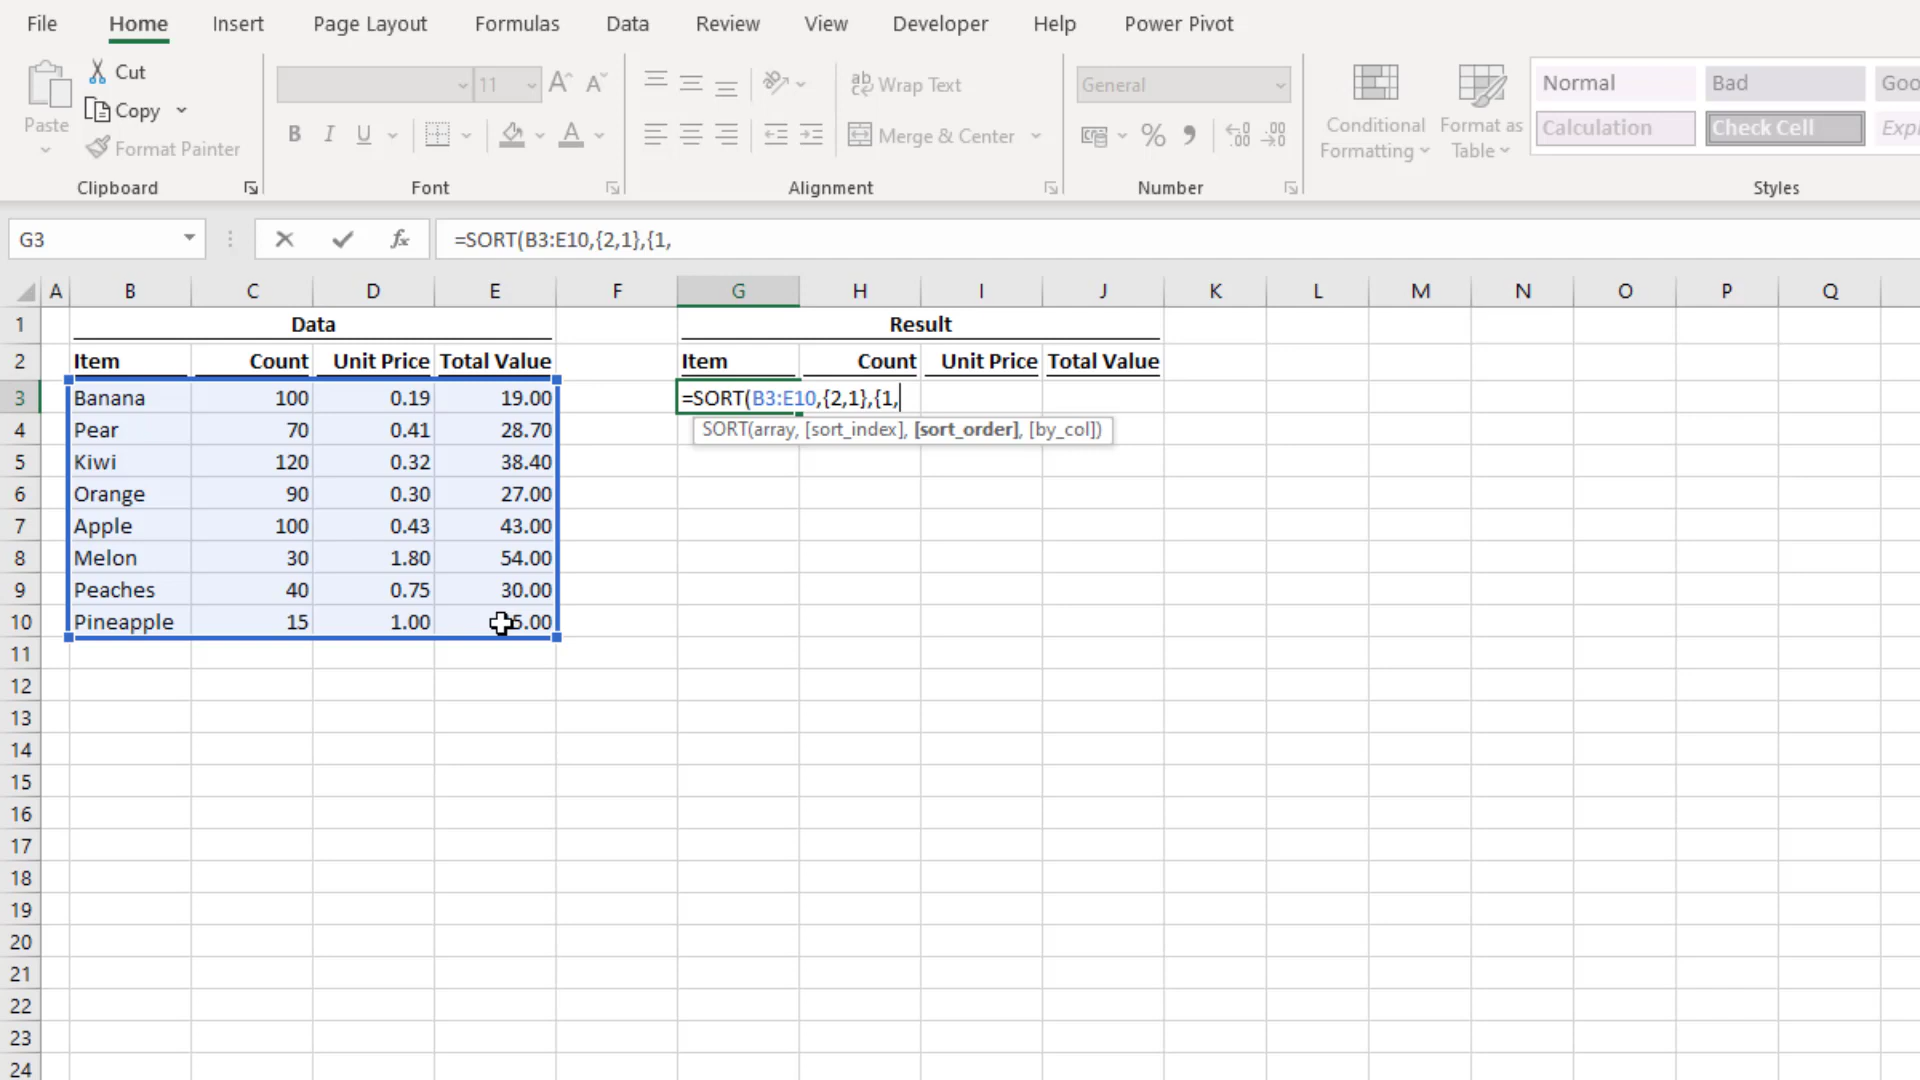 File Home Insert Page Layout Formulas Data Review View Developer Help Power Pivot
Paste
Cut
Copy
Format Painter
Clipboard
11
B I U
Font
Wrap Text
Merge & Center
Alignment
General
Number
Conditional Formatting
Format as Table
Normal Bad Goo
Calculation Check Cell Expl
Styles
G3 fx =SORT(B3:E10,{2,1},{1,
A B C D E F G H I J K L M N O P Q
1 Data Result
2 Item Count Unit Price Total Value Item Count Unit Price Total Value
3 Banana 100 0.19 19.00 =SORT(B3:E10,{2,1},{1,
4 Pear 70 0.41 28.70 SORT(array, [sort_index], [sort_order], [by_col])
5 Kiwi 120 0.32 38.40
6 Orange 90 0.30 27.00
7 Apple 100 0.43 43.00
8 Melon 30 1.80 54.00
9 Peaches 40 0.75 30.00
10 Pineapple 15 1.00 5.00
11
12
13
14
15
16
17
18
19
20
21
22
23
24